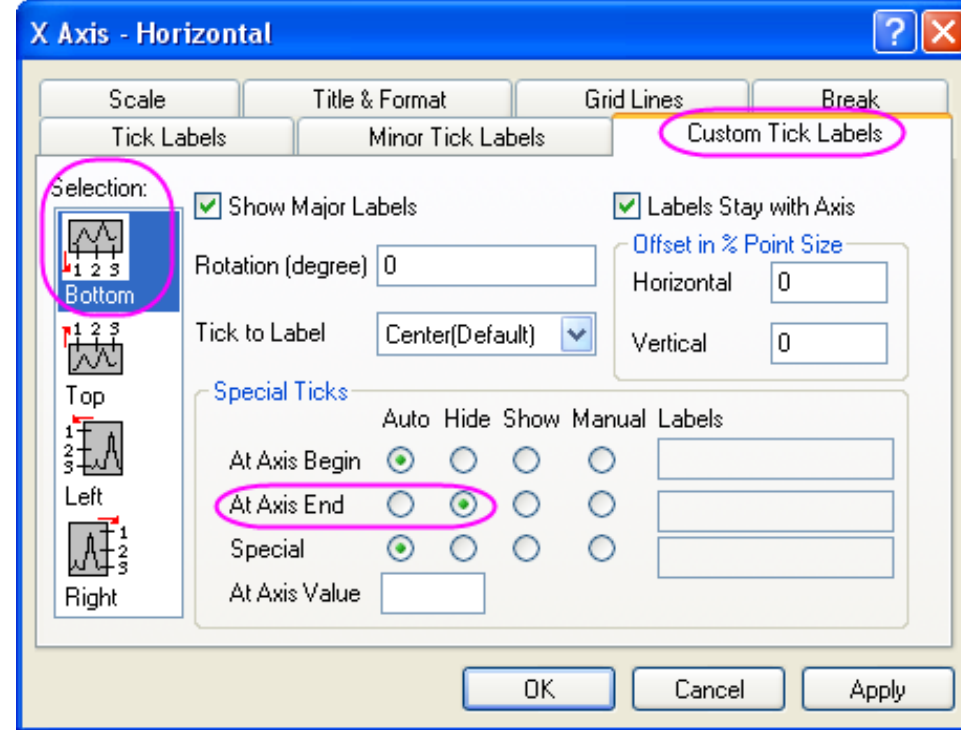 X Axis - Horizontal
Scale Title & Format Grid Lines Break
Tick Labels Minor Tick Labels Custom Tick Labels
Selection:
1 2 3
Bottom
1 2 3
Top
1
2
3
Left
1
2
3
Right
Show Major Labels Labels Stay with Axis
Rotation (degree) 0
Tick to Label Center(Default)
Offset in % Point Size
Horizontal 0
Vertical 0
Special Ticks
Auto Hide Show Manual Labels
At Axis Begin
At Axis End
Special
At Axis Value
OK Cancel Apply